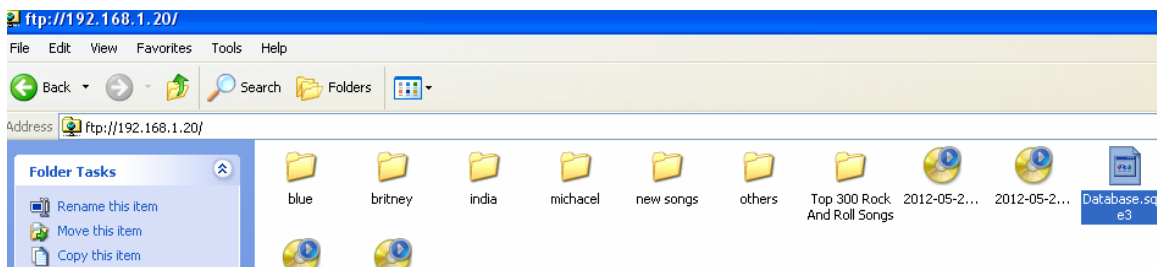 ftp://192.168.1.20/
File Edit View Favorites Tools Help
Back Search Folders
Address ftp://192.168.1.20/
Folder Tasks
Rename this item
Move this item
Copy this item
blue britney india michacel new songs others Top 300 Rock 2012-05-2... 2012-05-2... Database.sq
And Roll Songs e3